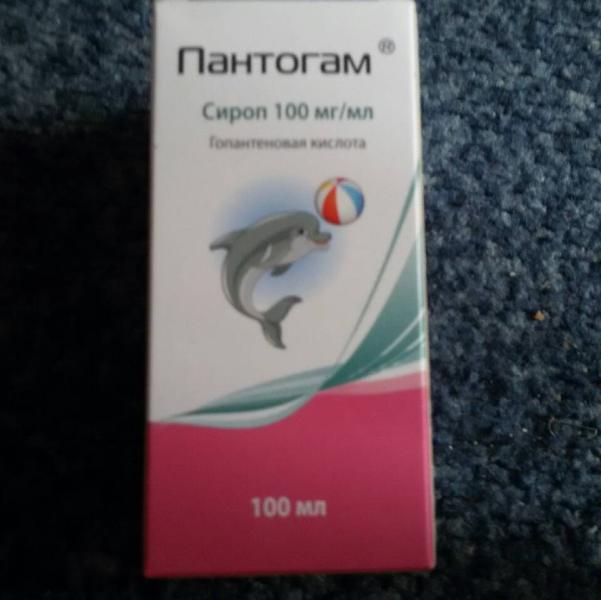 Пантогам ®
Сироп 100 мг/мл
Гопантеновая кислота
100 мл